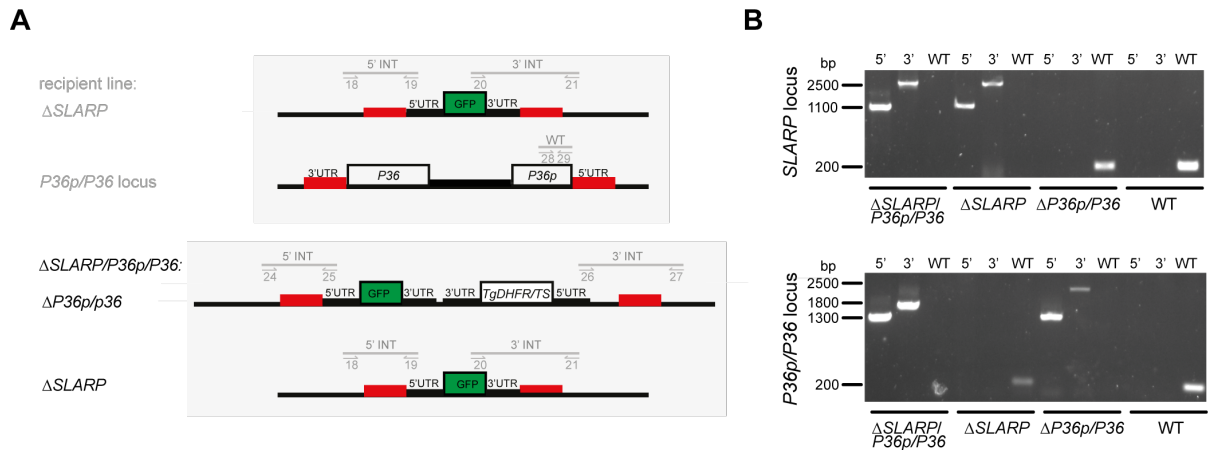 A
recipient line:
ΔSLARP
5' INT
3' INT
18
19
20
21
5'UTR
GFP
3'UTR
P36p/P36 locus
WT
28
29
3'UTR
P36
P36p
5'UTR
ΔSLARP/P36p/P36:
ΔP36p/p36
5' INT
3' INT
24
25
26
27
5'UTR
GFP
3'UTR
3'UTR
TgDHFR/TS
5'UTR
ΔSLARP
5' INT
3' INT
18
19
20
21
5'UTR
GFP
3'UTR
B
SLARP locus
5' 3' WT 5' 3' WT 5' 3' WT 5' 3' WT
bp
2500
1100
200
ΔSLARP/ P36p/P36
ΔSLARP
ΔP36p/P36
WT
P36p/P36 locus
5' 3' WT 5' 3' WT 5' 3' WT 5' 3' WT
bp
2500
1800
1300
200
ΔSLARP/ P36p/P36
ΔSLARP
ΔP36p/P36
WT